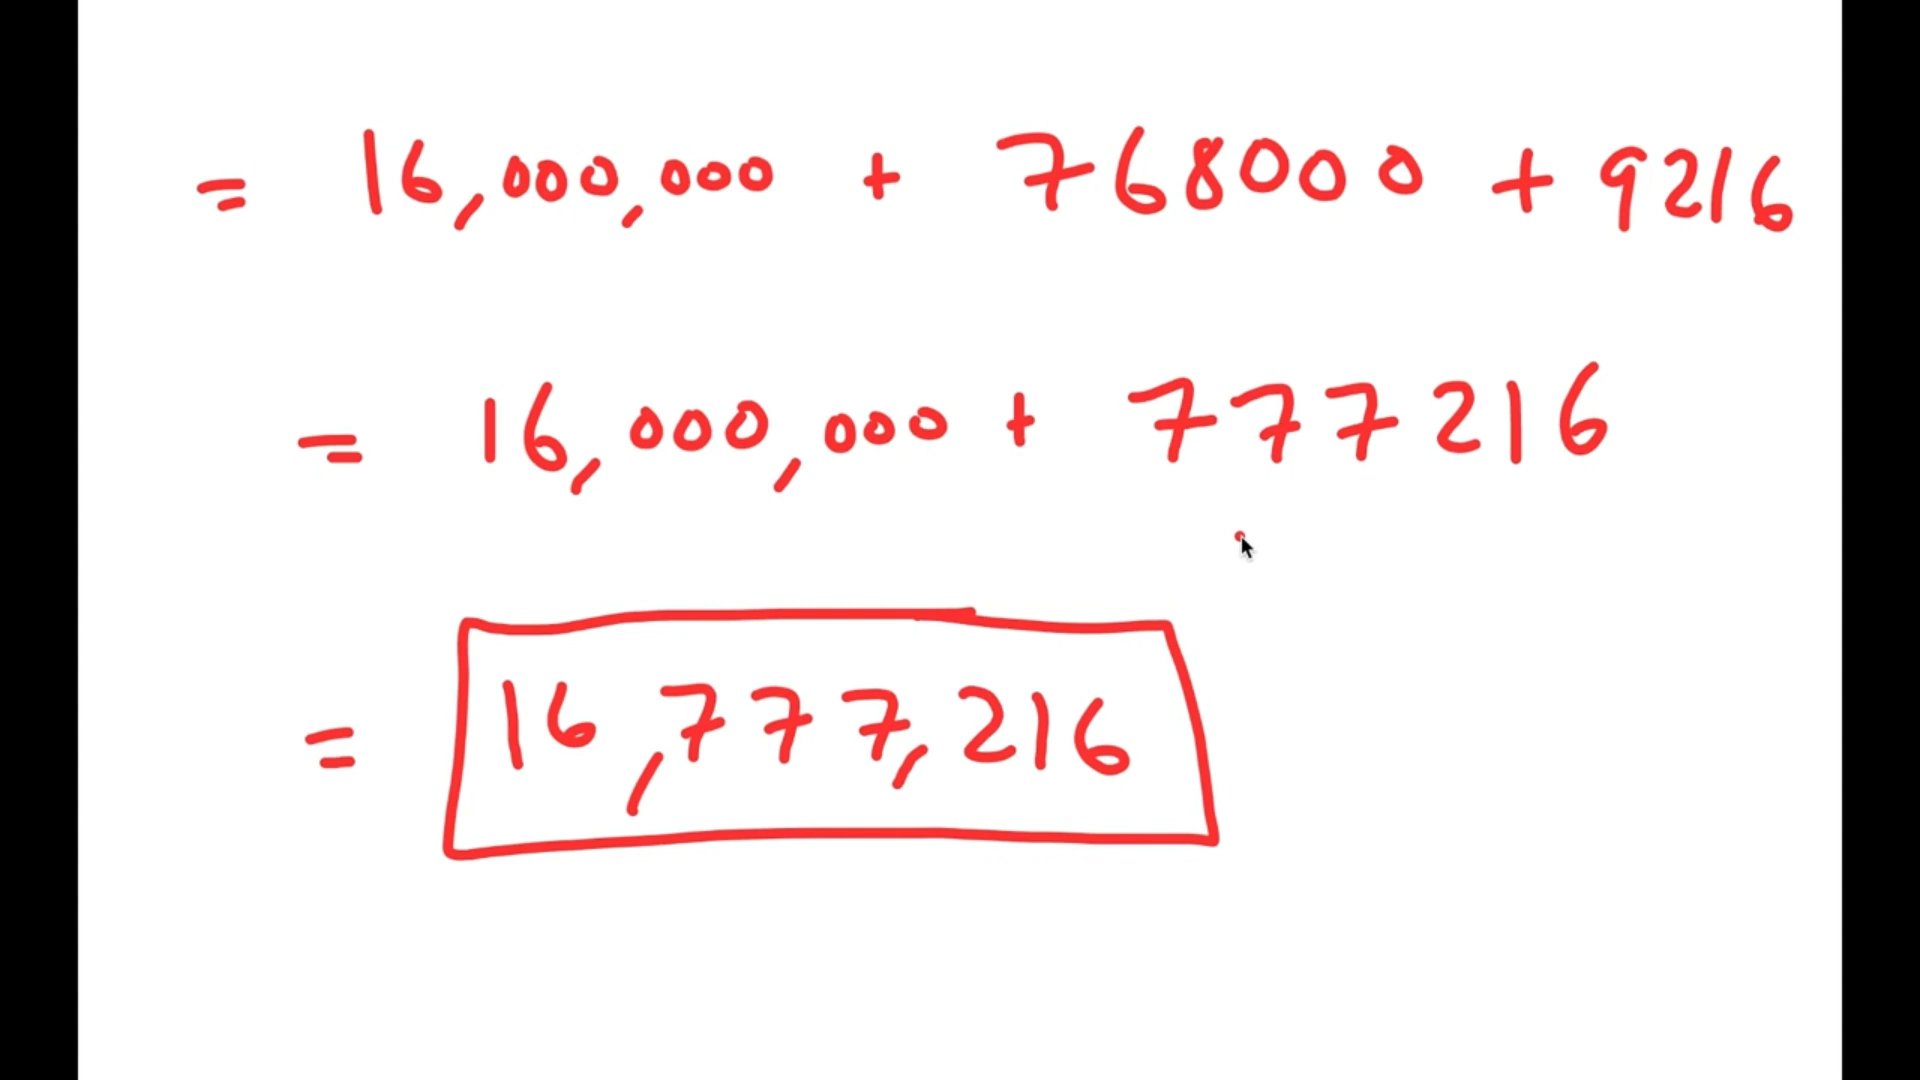 = 16,000,000 + 768000 + 9216
= 16,000,000 + 777216
= 16,777,216